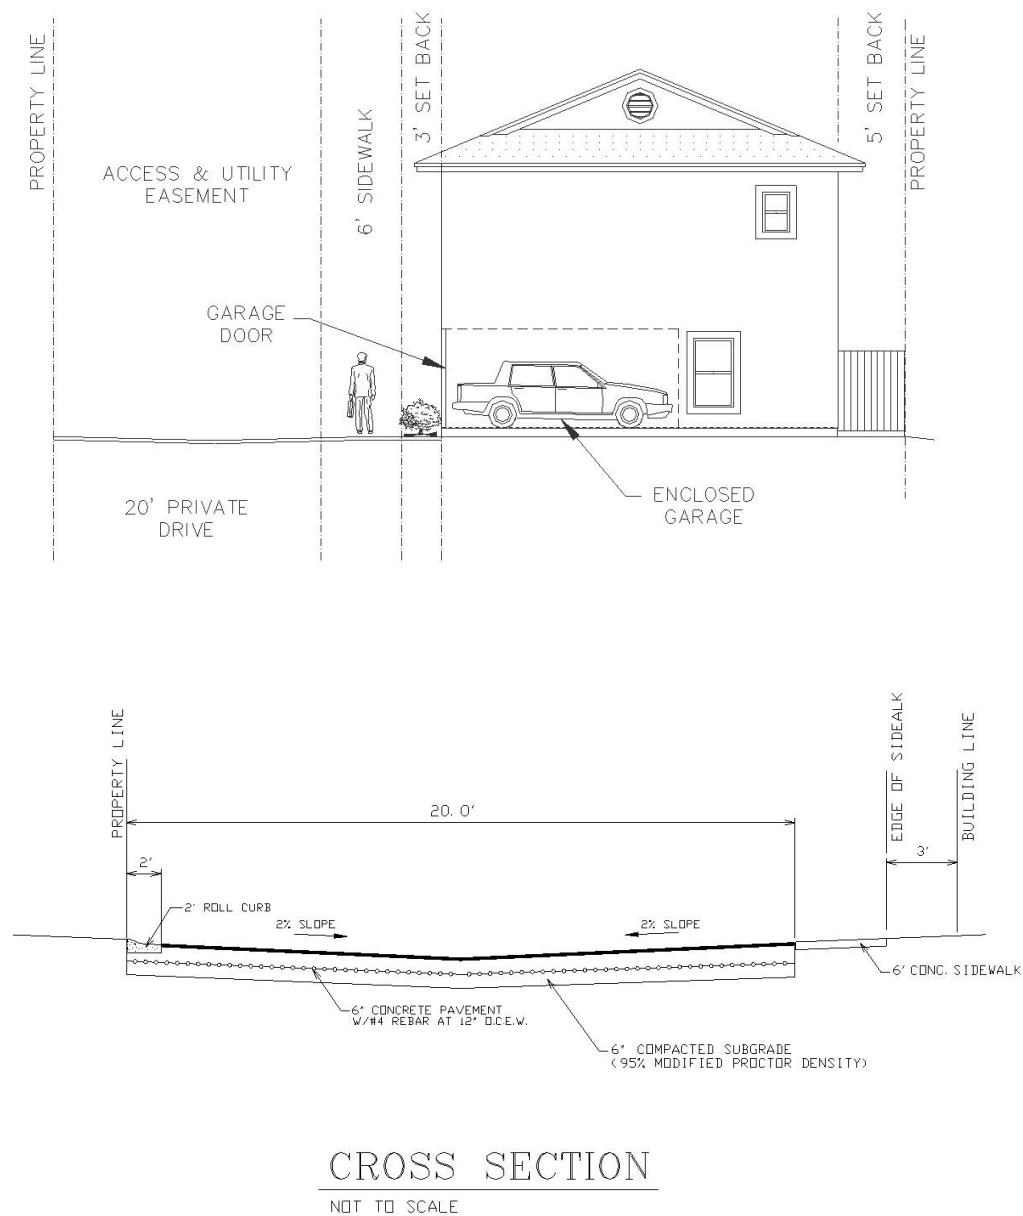 PROPERTY LINE
ACCESS & UTILITY
EASEMENT
6' SIDEWALK
3' SET BACK
5' SET BACK
PROPERTY LINE
GARAGE
DOOR
20' PRIVATE
DRIVE
ENCLOSED
GARAGE
PROPERTY LINE
20.0'
EDGE OF SIDEALK
BUILDING LINE
2'
3'
2' ROLL CURB
2% SLOPE
2% SLOPE
6' CONC. SIDEWALK
6" CONCRETE PAVEMENT
W/#4 REBAR AT 12" O.C.E.W.
6" COMPACTED SUBGRADE
(95% MODIFIED PROCTOR DENSITY)
CROSS SECTION
NOT TO SCALE